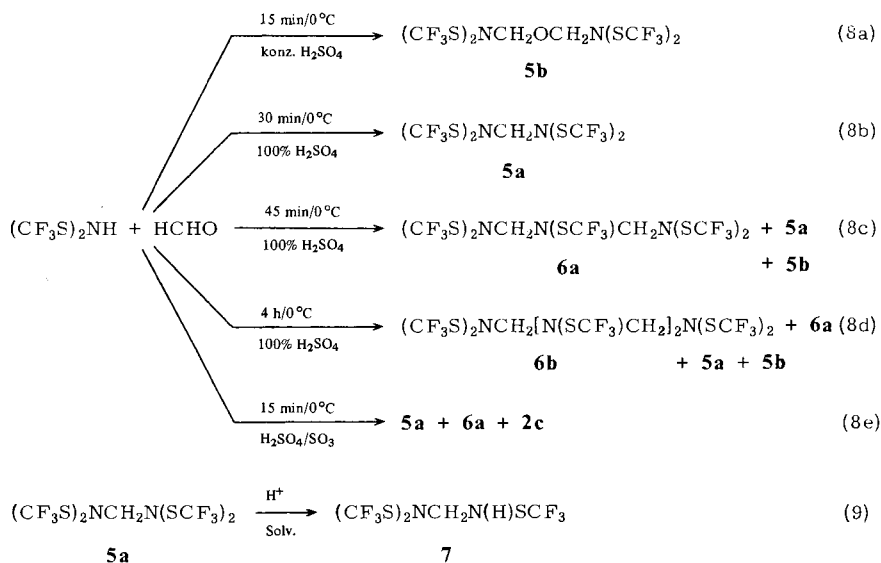 15 min/0°C
konz. H₂SO₄
(CF₃S)₂NCH₂OCH₂N(SCF₃)₂ (8a)
5b
30 min/0°C
100% H₂SO₄
(CF₃S)₂NCH₂N(SCF₃)₂ (8b)
5a
(CF₃S)₂NH + HCHO
45 min/0°C
100% H₂SO₄
(CF₃S)₂NCH₂N(SCF₃)CH₂N(SCF₃)₂ + 5a (8c)
6a + 5b
4 h/0°C
100% H₂SO₄
(CF₃S)₂NCH₂[N(SCF₃)CH₂]₂N(SCF₃)₂ + 6a (8d)
6b + 5a + 5b
15 min/0°C
H₂SO₄/SO₃
5a + 6a + 2c (8e)
(CF₃S)₂NCH₂N(SCF₃)₂ H⁺ (CF₃S)₂NCH₂N(H)SCF₃ (9)
Solv.
5a 7